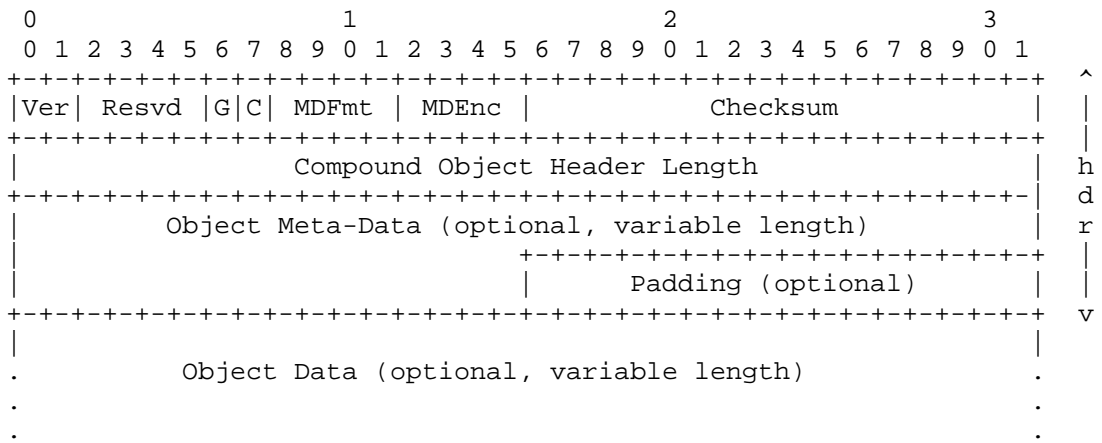 0                   1                   2                   3
 0 1 2 3 4 5 6 7 8 9 0 1 2 3 4 5 6 7 8 9 0 1 2 3 4 5 6 7 8 9 0 1
+-+-+-+-+-+-+-+-+-+-+-+-+-+-+-+-+-+-+-+-+-+-+-+-+-+-+-+-+-+-+-+-+  ^
|Ver| Resvd |G|C| MDFmt | MDEnc |           Checksum            |  |
+-+-+-+-+-+-+-+-+-+-+-+-+-+-+-+-+-+-+-+-+-+-+-+-+-+-+-+-+-+-+-+-+  |
|                 Compound Object Header Length                 |  h
+-+-+-+-+-+-+-+-+-+-+-+-+-+-+-+-+-+-+-+-+-+-+-+-+-+-+-+-+-+-+-+-|  d
|         Object Meta-Data (optional, variable length)          |  r
|                               +-+-+-+-+-+-+-+-+-+-+-+-+-+-+-+-+  |
|                               |      Padding (optional)       |  |
+-+-+-+-+-+-+-+-+-+-+-+-+-+-+-+-+-+-+-+-+-+-+-+-+-+-+-+-+-+-+-+-+  v
|                                                               |
.          Object Data (optional, variable length)              .
.                                                               .
.                                                               .